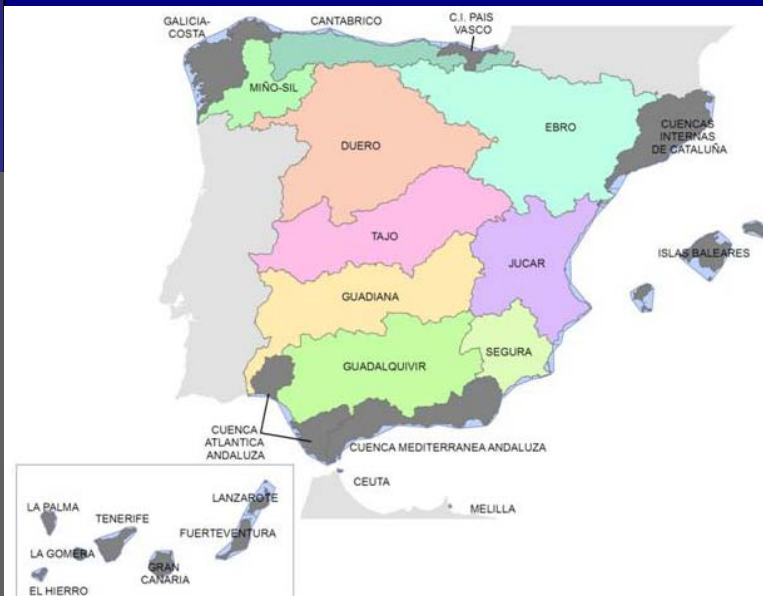 GALICIA-
COSTA
CANTABRICO
C.I. PAIS
VASCO
MIÑO-SIL
DUERO
EBRO
CUENCAS
INTERNAS
DE CATALUÑA
TAJO
JUCAR
ISLAS BALEARES
GUADIANA
SEGURA
GUADALQUIVIR
CUENCA
ATLANTICA
ANDALUZA
CUENCA MEDITERRANEA ANDALUZA
CEUTA
MELILLA
LANZAROTE
LA PALMA
TENERIFE
FUERTEVENTURA
LA GOMERA
GRAN
CANARIA
EL HIERRO